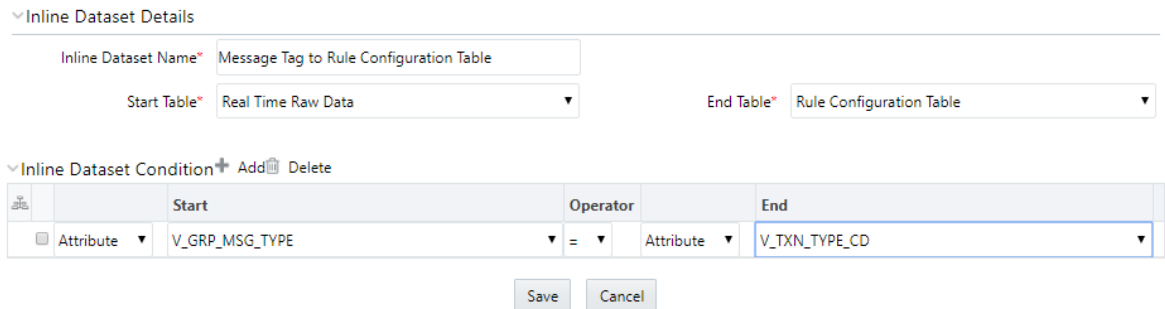 Inline Dataset Details
Inline Dataset Name* Message Tag to Rule Configuration Table
Start Table* Real Time Raw Data End Table* Rule Configuration Table
Inline Dataset Condition Add Delete
Start Operator End
Attribute V_GRP_MSG_TYPE = Attribute V_TXN_TYPE_CD
Save Cancel